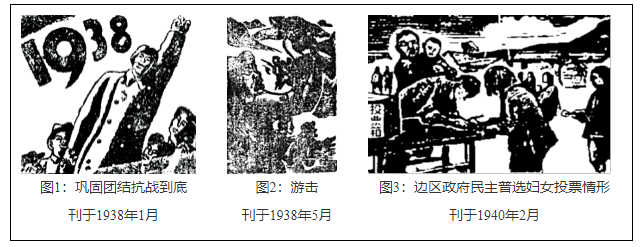 1938
投票箱
图1：巩固团结抗战到底
刊于1938年1月
图2：游击
刊于1938年5月
图3：边区政府民主普选妇女投票情形
刊于1940年2月